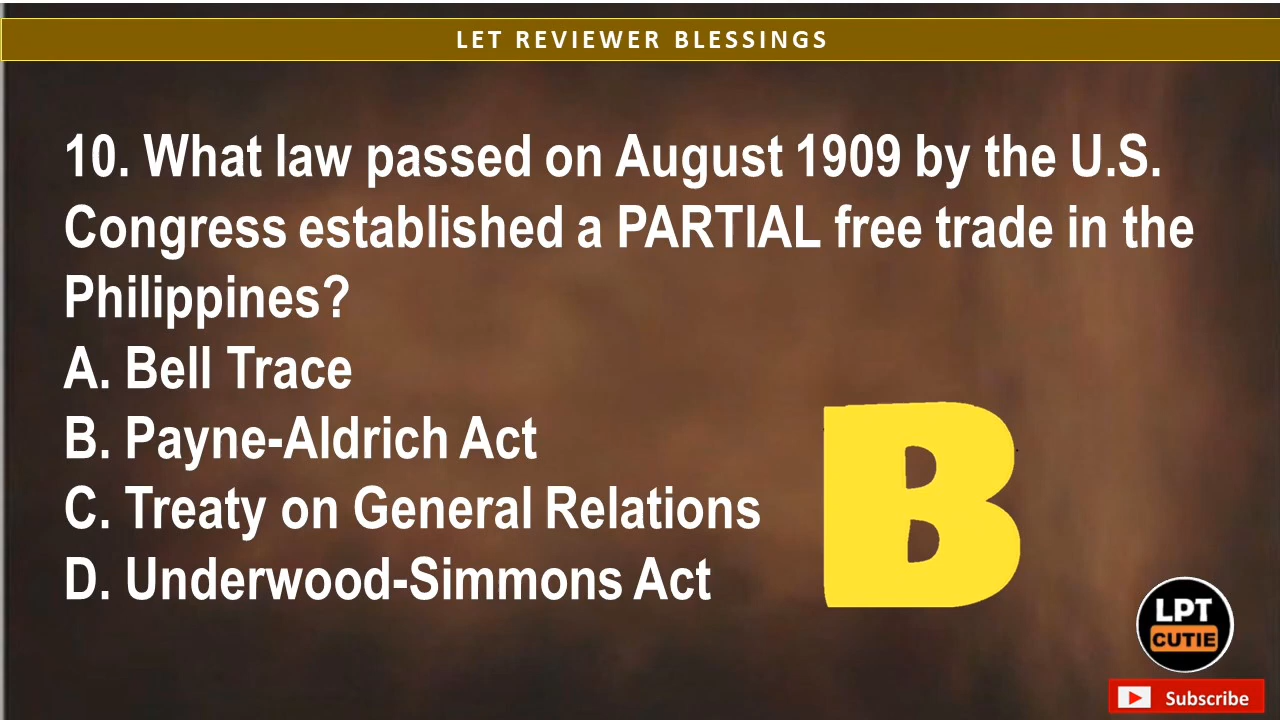 LET REVIEWER BLESSINGS
10. What law passed on August 1909 by the U.S.
Congress established a PARTIAL free trade in the
Philippines?
A. Bell Trace
B. Payne-Aldrich Act
C. Treaty on General Relations
D. Underwood-Simmons Act
B
LPT
CUTIE
Subscribe